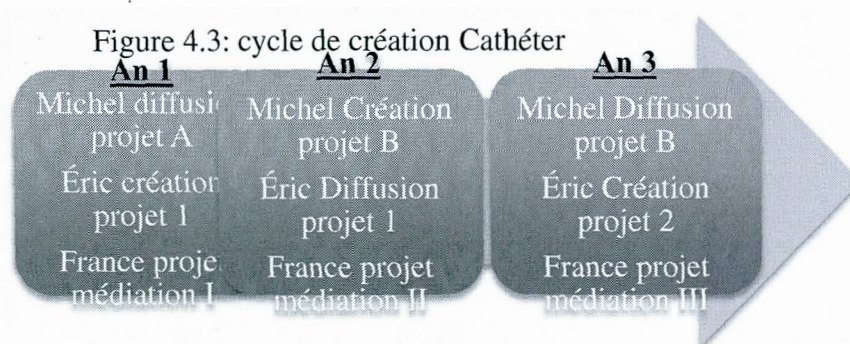 Figure 4.3: cycle de création Cathéter
An 1
Michel diffusi
projet A
Éric création
projet 1
France proje
médiation I
An 2
Michel Création
projet B
Éric Diffusion
projet 1
France projet
médiation II
An 3
Michel Diffusion
projet B
Éric Création
projet 2
France projet
médiation III